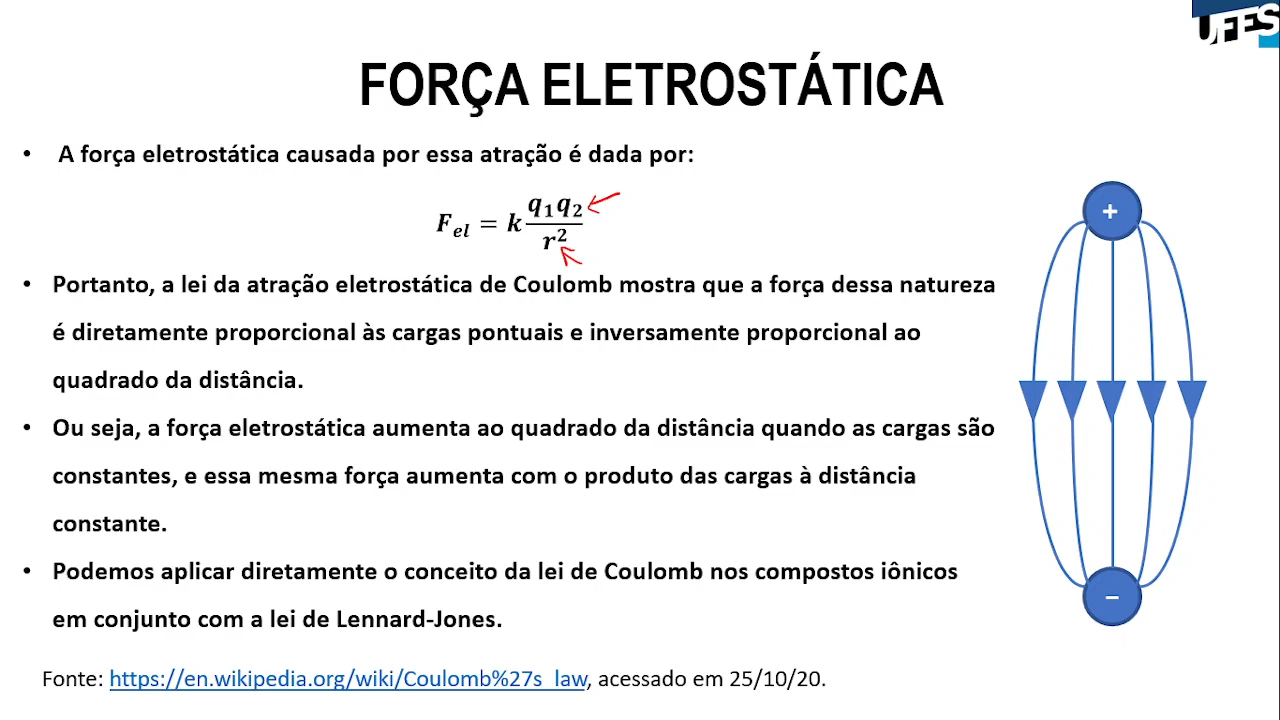 UFES
FORÇA ELETROSTÁTICA
• A força eletrostática causada por essa atração é dada por:
F_el = k q₁q₂ / r²
• Portanto, a lei da atração eletrostática de Coulomb mostra que a força dessa natureza
é diretamente proporcional às cargas pontuais e inversamente proporcional ao
quadrado da distância.
• Ou seja, a força eletrostática aumenta ao quadrado da distância quando as cargas são
constantes, e essa mesma força aumenta com o produto das cargas à distância
constante.
• Podemos aplicar diretamente o conceito da lei de Coulomb nos compostos iônicos
em conjunto com a lei de Lennard-Jones.
Fonte: https://en.wikipedia.org/wiki/Coulomb%27s_law, acessado em 25/10/20.
+
−